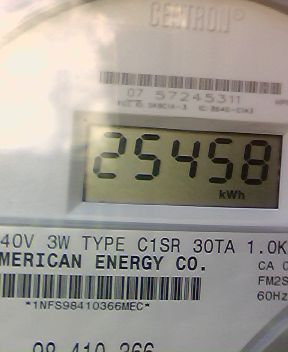 CENTRON
07 57245311
25458
kWh
40V 3W TYPE C1SR 30TA 1.0K
MERICAN ENERGY CO.
CA 0
FM2S
*1NFS98410366MEC*
60Hz
98 410 366